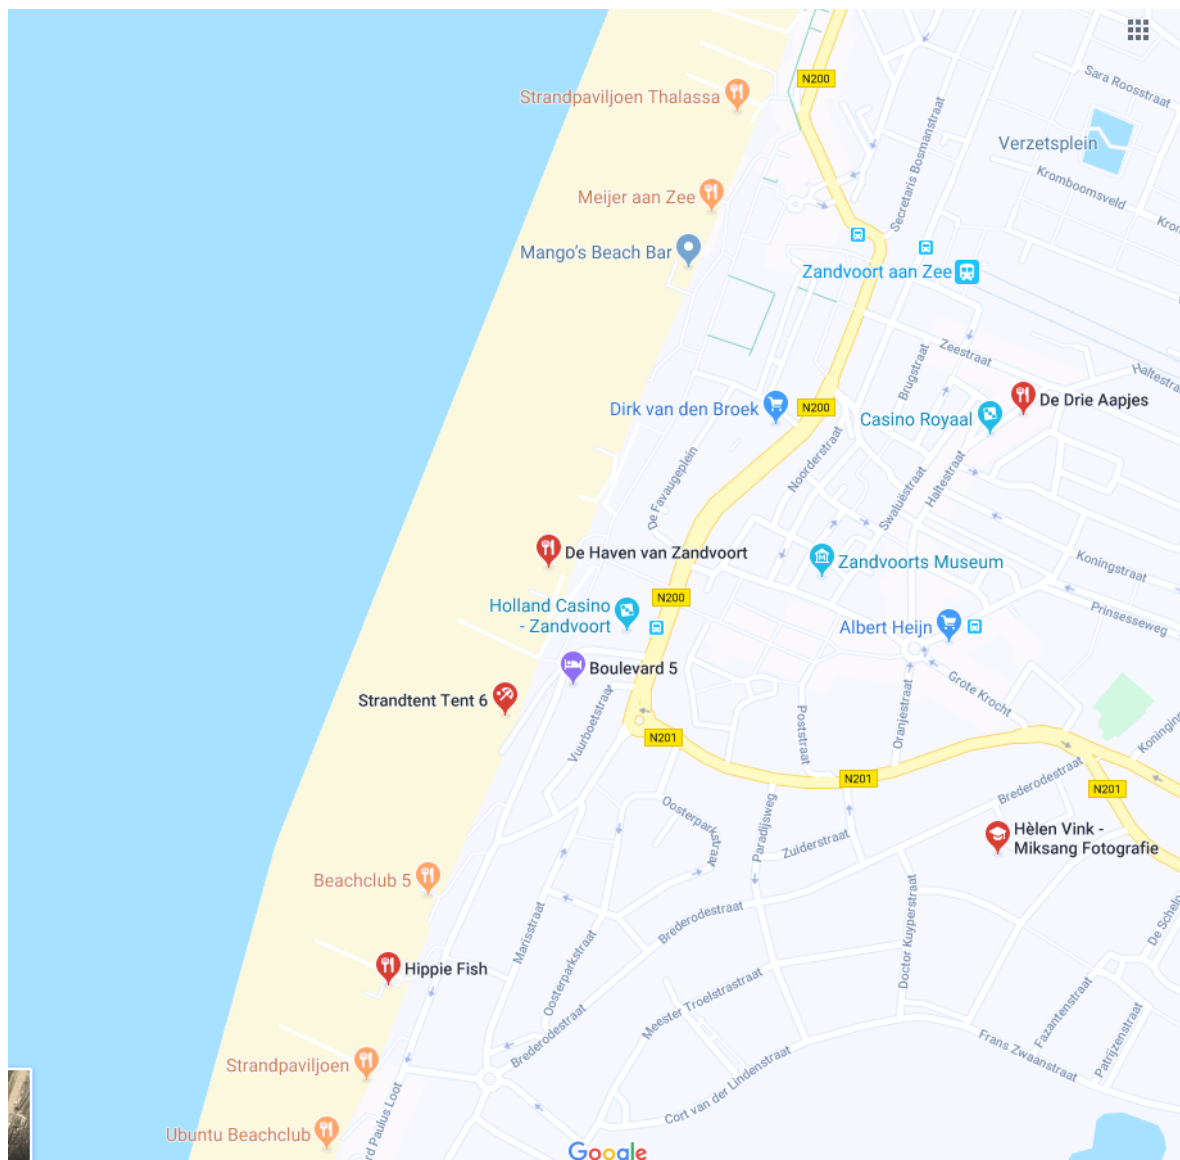 N200
Sara Roosstraat
Strandpaviljoen Thalassa
Verzetsplein
Secretaris Bosmanstraat
Kromboomsveld
Meijer aan Zee
Mango's Beach Bar
Zandvoort aan Zee
Zeestraat
Brugstraat
De Drie Aapjes
Dirk van den Broek
N200
Casino Royaal
Noorderstraat
De Favaugeplein
Swaluëstraat
Haltestraat
De Haven van Zandvoort
Zandvoorts Museum
Koningstraat
Holland Casino
- Zandvoort
N200
Prinsesseweg
Albert Heijn
Boulevard 5
Grote Krocht
Strandtent Tent 6
Vuurboetstraat
Poststraat
Oranjestraat
N201
N201
N201
Brederodestraat
Oosterparkstraat
Paradijsweg
Zuiderstraat
Hèlen Vink -
Miksang Fotografie
Beachclub 5
Marisstraat
Brederodestraat
Doctor Kuyperstraat
Hippie Fish
Oosterparkstraat
Meester Troelstrastraat
Fazantenstraat
Patrijzenstraat
Strandpaviljoen
Brederodestraat
Frans Zwaanstraat
Cort van der Lindenstraat
Ubuntu Beachclub
Google